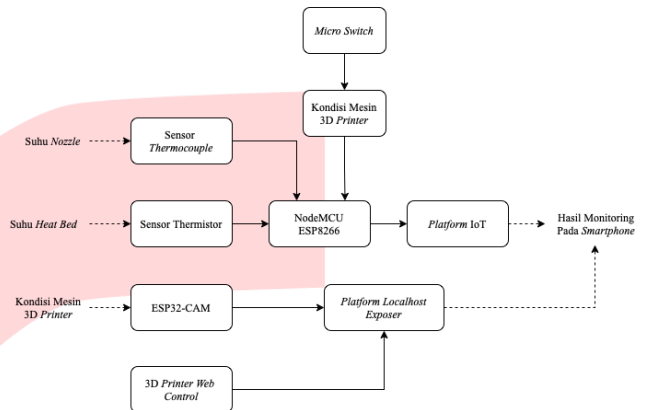 Micro Switch
Kondisi Mesin
3D Printer
Suhu Nozzle
Sensor
Thermocouple
Suhu Heat Bed
Sensor Thermistor
NodeMCU
ESP8266
Platform IoT
Hasil Monitoring
Pada Smartphone
Kondisi Mesin
3D Printer
ESP32-CAM
Platform Localhost
Exposer
3D Printer Web
Control